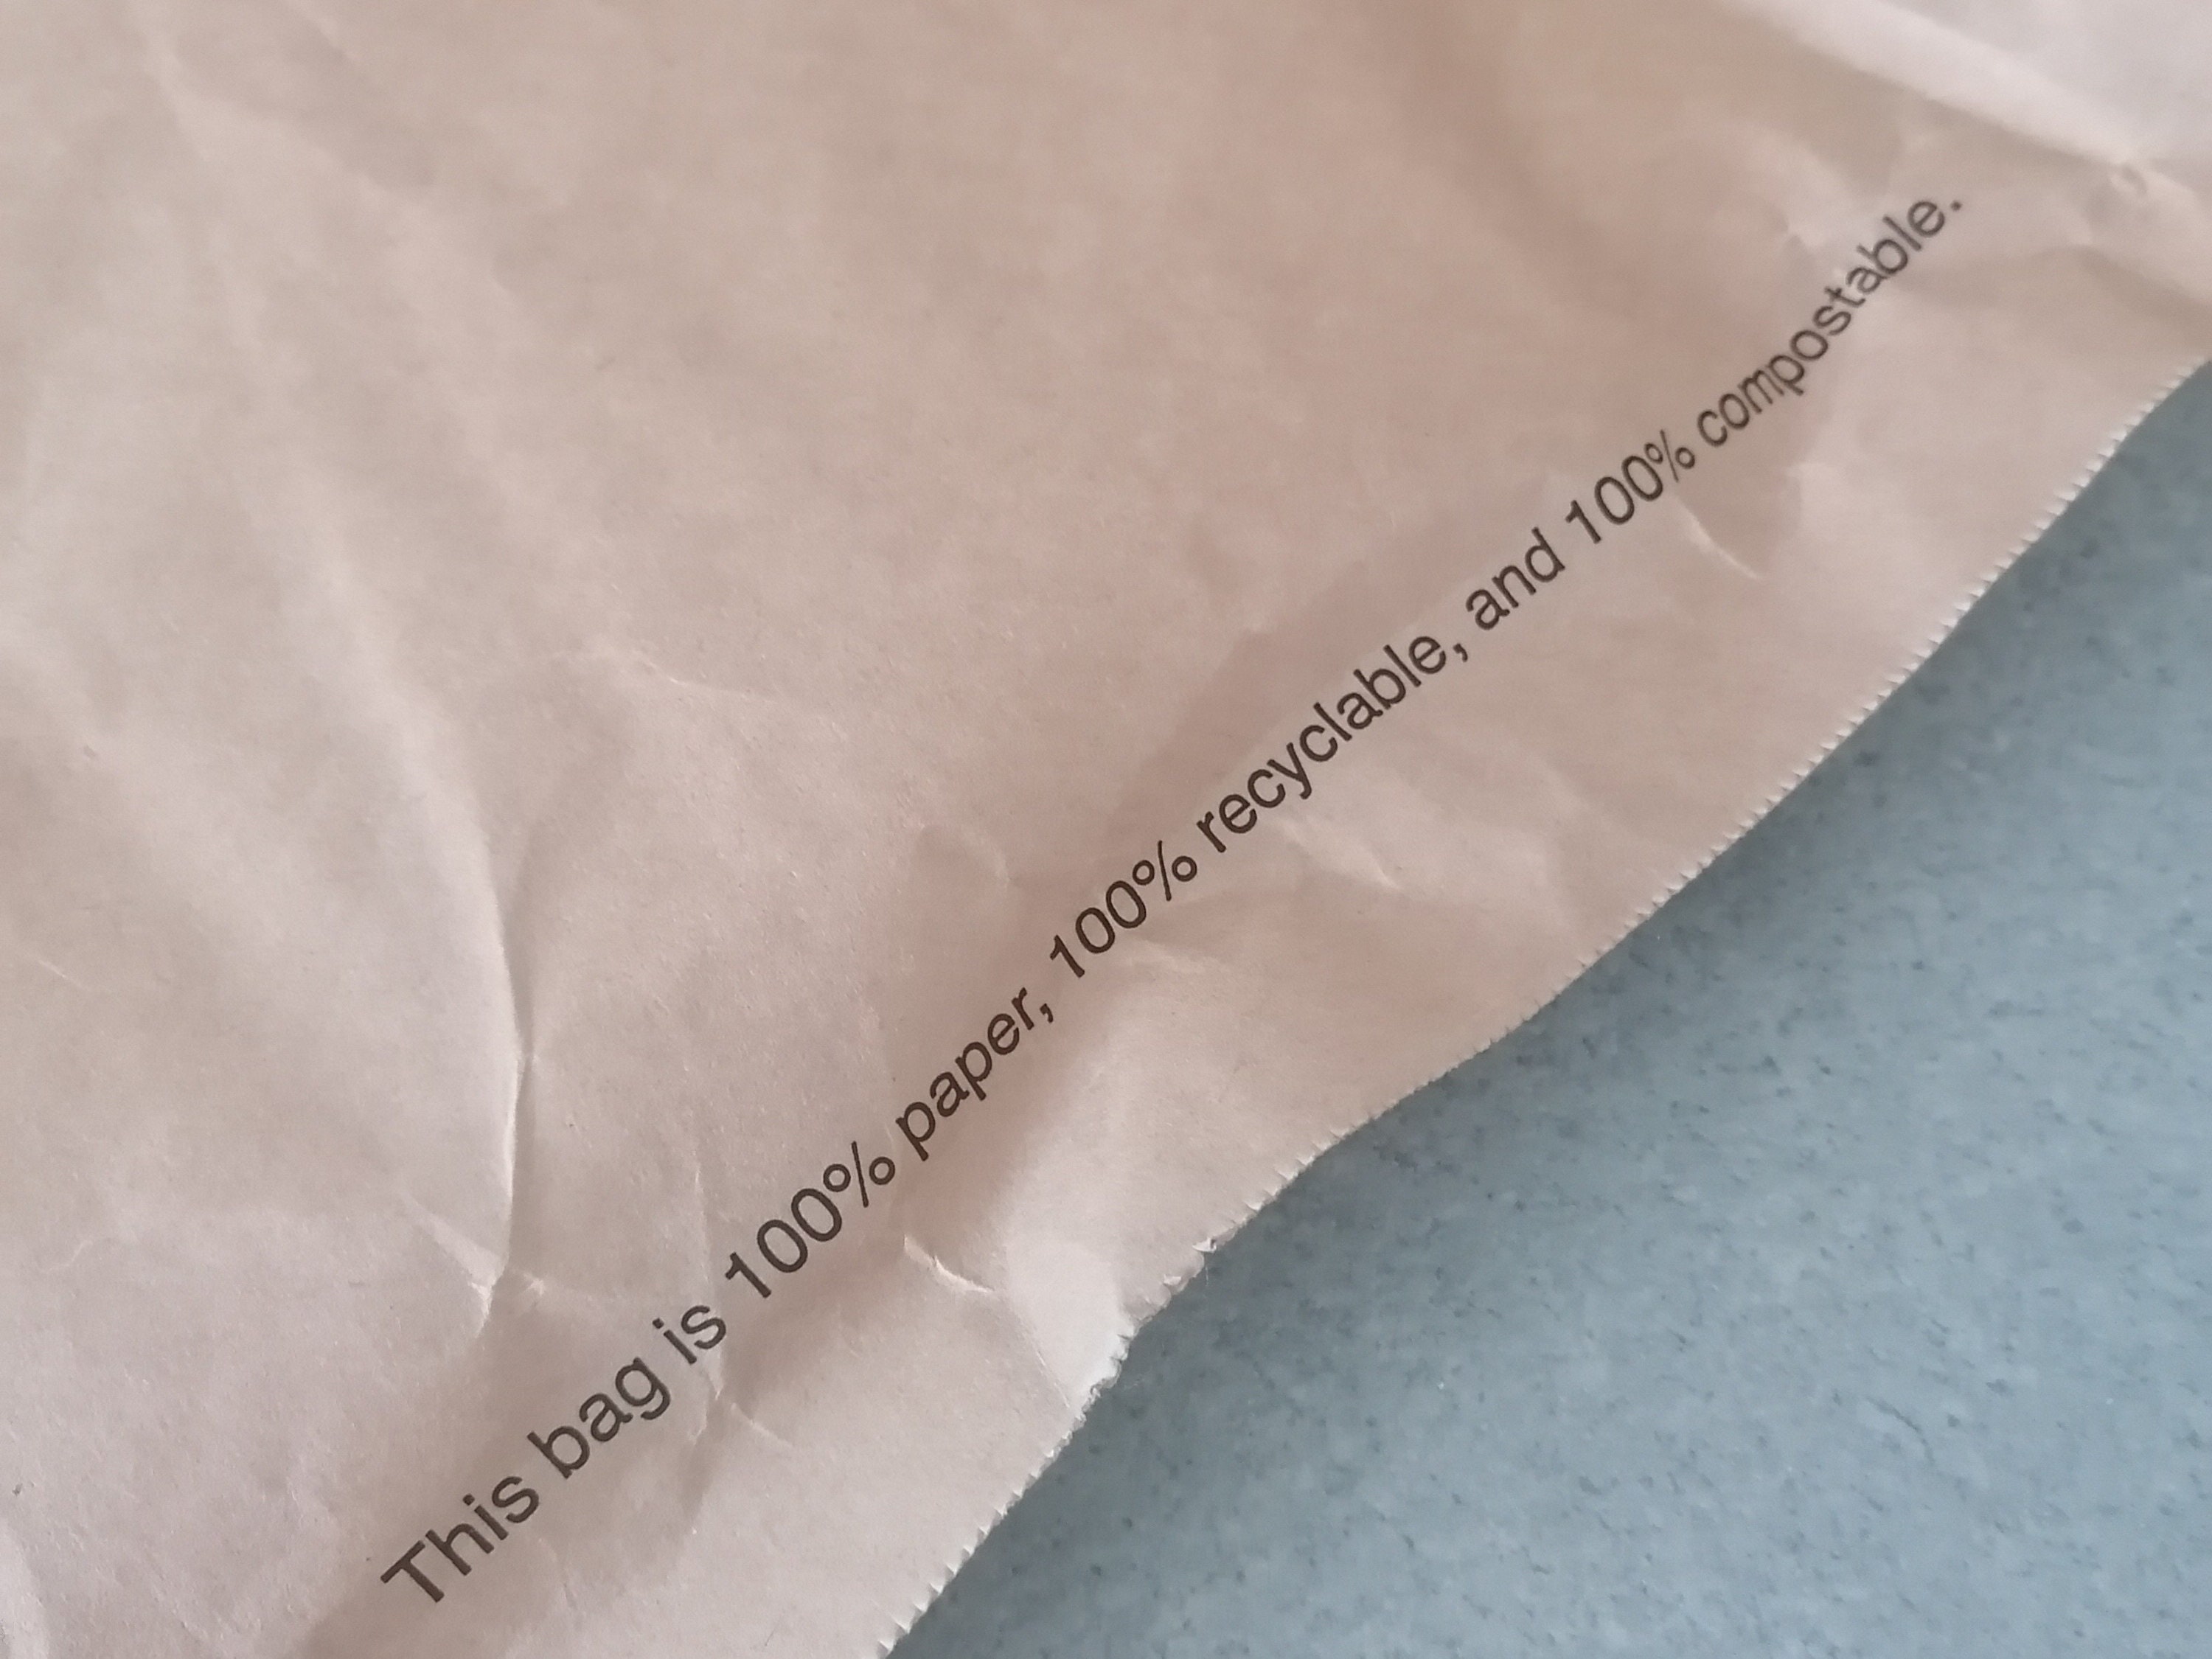 This bag is 100% paper, 100% recyclable, and 100% compostable.